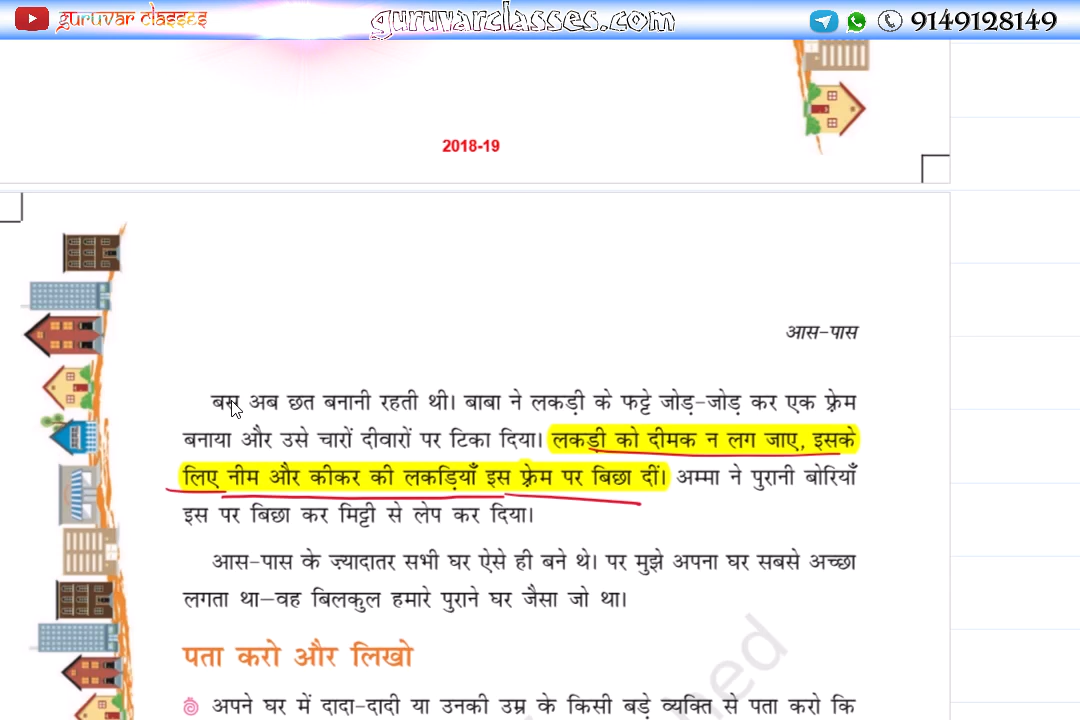 guruvar classes
guruvarclasses.com
9149128149
2018-19
आस-पास
बस अब छत बनानी रहती थी। बाबा ने लकड़ी के फट्टे जोड़-जोड़ कर एक फ़्रेम
बनाया और उसे चारों दीवारों पर टिका दिया। लकड़ी को दीमक न लग जाए, इसके
लिए नीम और कीकर की लकड़ियाँ इस फ़्रेम पर बिछा दीं। अम्मा ने पुरानी बोरियाँ
इस पर बिछा कर मिट्टी से लेप कर दिया।
आस-पास के ज्यादातर सभी घर ऐसे ही बने थे। पर मुझे अपना घर सबसे अच्छा
लगता था—वह बिलकुल हमारे पुराने घर जैसा जो था।
पता करो और लिखो
अपने घर में दादा-दादी या उनकी उम्र के किसी बड़े व्यक्ति से पता करो कि